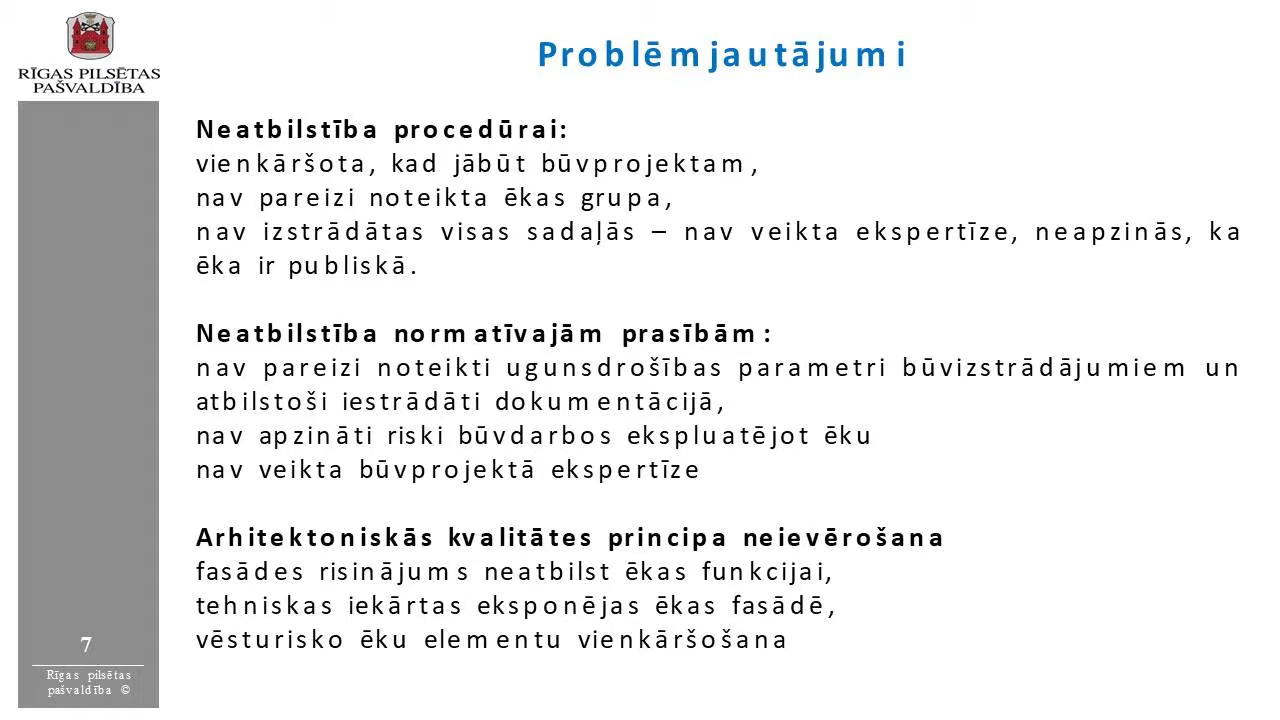 RĪGAS PILSĒTAS
PAŠVALDĪBA
Problēmjautājumi
Neatbilstība procedūrai:
vienkāršota, kad jābūt būvprojektam,
nav pareizi noteikta ēkas grupa,
nav izstrādātas visas sadaļās – nav veikta ekspertīze, neapzinās, ka
ēka ir publiskā.
Neatbilstība normatīvajām prasībām:
nav pareizi noteikti ugunsdrošības parametri būvizstrādājumiem un
atbilstoši iestrādāti dokumentācijā,
nav apzināti riski būvdarbos ekspluatējot ēku
nav veikta būvprojektā ekspertīze
Arhitektoniskās kvalitātes principa neievērošana
fasādes risinājums neatbilst ēkas funkcijai,
tehniskas iekārtas eksponējas ēkas fasādē,
vēsturisko ēku elementu vienkāršošana
7
Rīgas pilsētas
pašvaldība ©